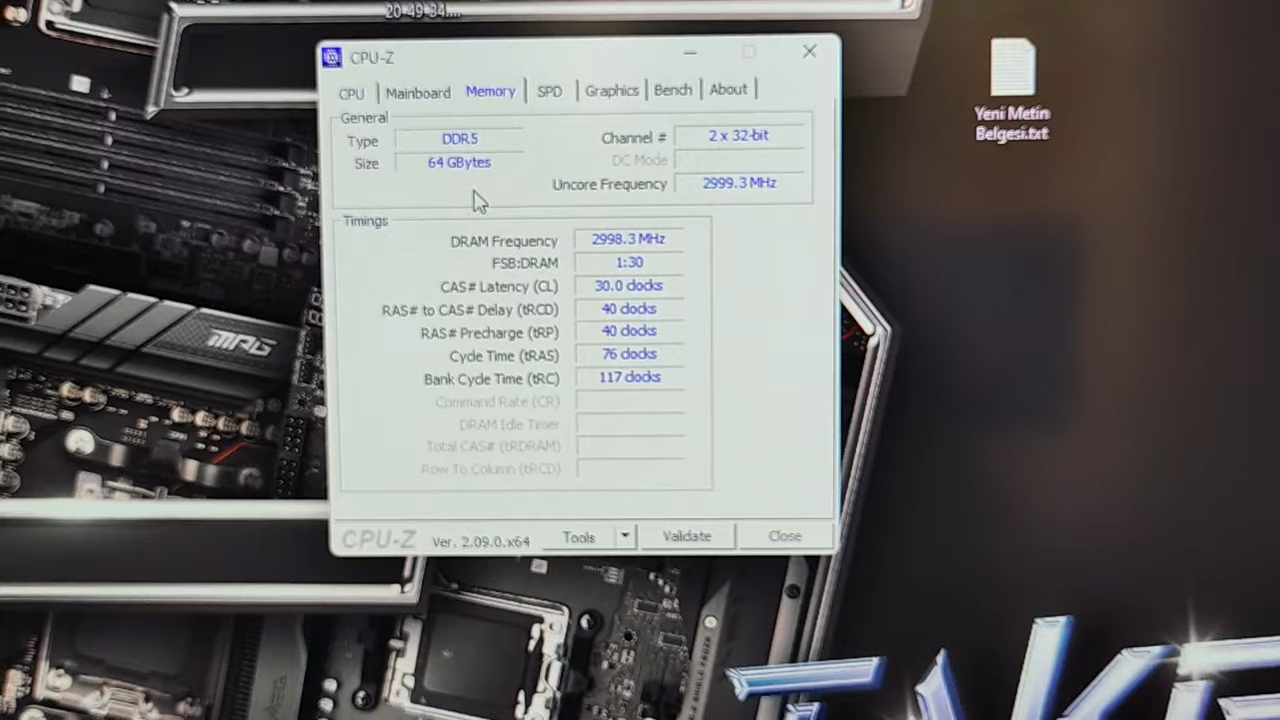 20-49-34....
CPU-Z
CPU Mainboard Memory SPD Graphics Bench About
General
Type DDR5 Channel # 2 x 32-bit
Size 64 GBytes DC Mode
Uncore Frequency 2999.3 MHz
Timings
DRAM Frequency 2998.3 MHz
FSB:DRAM 1:30
CAS# Latency (CL) 30.0 clocks
RAS# to CAS# Delay (tRCD) 40 clocks
RAS# Precharge (tRP) 40 clocks
Cycle Time (tRAS) 76 clocks
Bank Cycle Time (tRC) 117 clocks
Command Rate (CR)
DRAM Idle Timer
Total CAS# (tRDRAM)
Row To Column (tRCD)
CPU-Z Ver. 2.09.0.x64 Tools Validate Close
Yeni Metin
Belgesi.txt
MPG